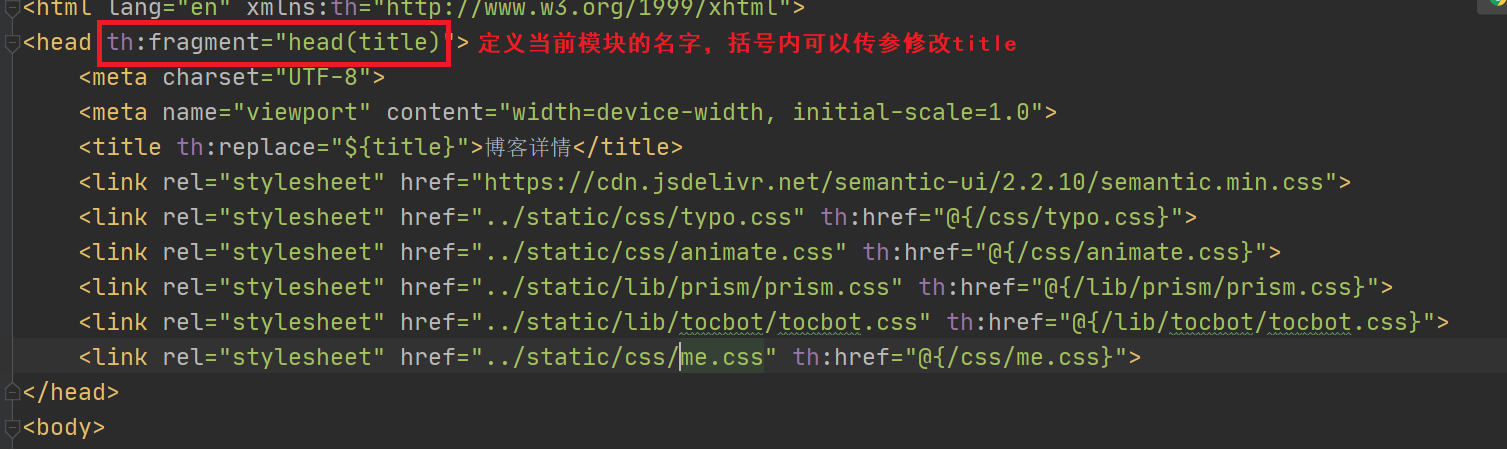 <html lang="en" xmlns:th="http://www.w3.org/1999/xhtml">
<head th:fragment="head(title)"> 定义当前模块的名字，括号内可以传参修改title
<meta charset="UTF-8">
<meta name="viewport" content="width=device-width, initial-scale=1.0">
<title th:replace="${title}">博客详情</title>
<link rel="stylesheet" href="https://cdn.jsdelivr.net/semantic-ui/2.2.10/semantic.min.css">
<link rel="stylesheet" href="../static/css/typo.css" th:href="@{/css/typo.css}">
<link rel="stylesheet" href="../static/css/animate.css" th:href="@{/css/animate.css}">
<link rel="stylesheet" href="../static/lib/prism/prism.css" th:href="@{/lib/prism/prism.css}">
<link rel="stylesheet" href="../static/lib/tocbot/tocbot.css" th:href="@{/lib/tocbot/tocbot.css}">
<link rel="stylesheet" href="../static/css/me.css" th:href="@{/css/me.css}">
</head>
<body>